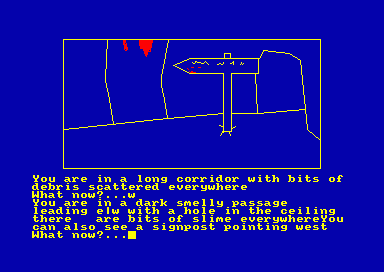 You are in a long corridor with bits of
debris scattered everywhere
What now?...w
You are in a dark smelly passage
leading e/w with a hole in the ceiling
there   are bits of slime everywhereYou
can also see a signpost pointing west
What now?...